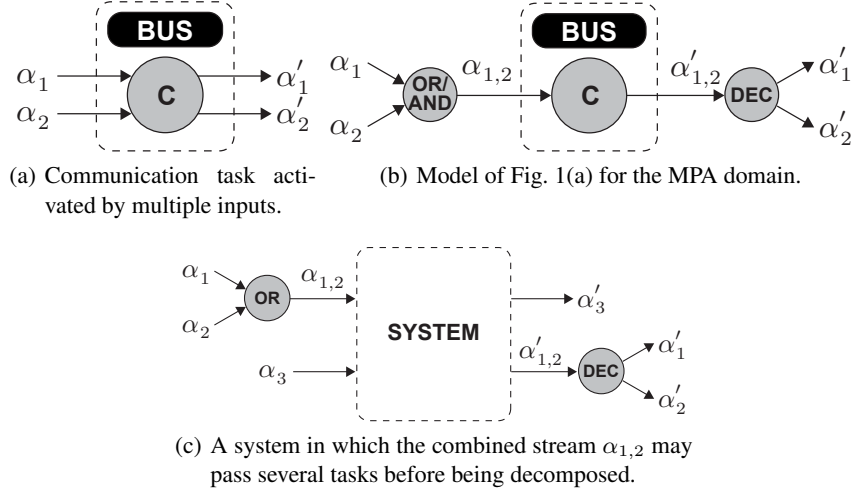 BUS
α₁
α₂
C
α′₁
α′₂
(a) Communication task acti-
vated by multiple inputs.
BUS
α₁
α₂
OR/
AND
α₁,₂
C
α′₁,₂
DEC
α′₁
α′₂
(b) Model of Fig. 1(a) for the MPA domain.
α₁
α₂
OR
α₁,₂
α₃
SYSTEM
α′₃
α′₁,₂
DEC
α′₁
α′₂
(c) A system in which the combined stream α₁,₂ may
pass several tasks before being decomposed.